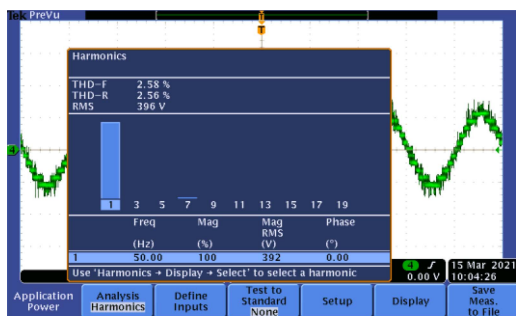 Tek PreVu
T
Harmonics
THD-F 2.58 %
THD-R 2.56 %
RMS 396 V
1 3 5 7 9 11 13 15 17 19
Freq Mag Mag Phase
RMS
(Hz) (%) (V) (°)
1 50.00 100 392 0.00
Use 'Harmonics → Display → Select' to select a harmonic
4
4 0.00 V
15 Mar 2021
10:04:26
Application
Power
Analysis
Harmonics
Define
Inputs
Test to
Standard
None
Setup
Display
Save
Meas.
to File